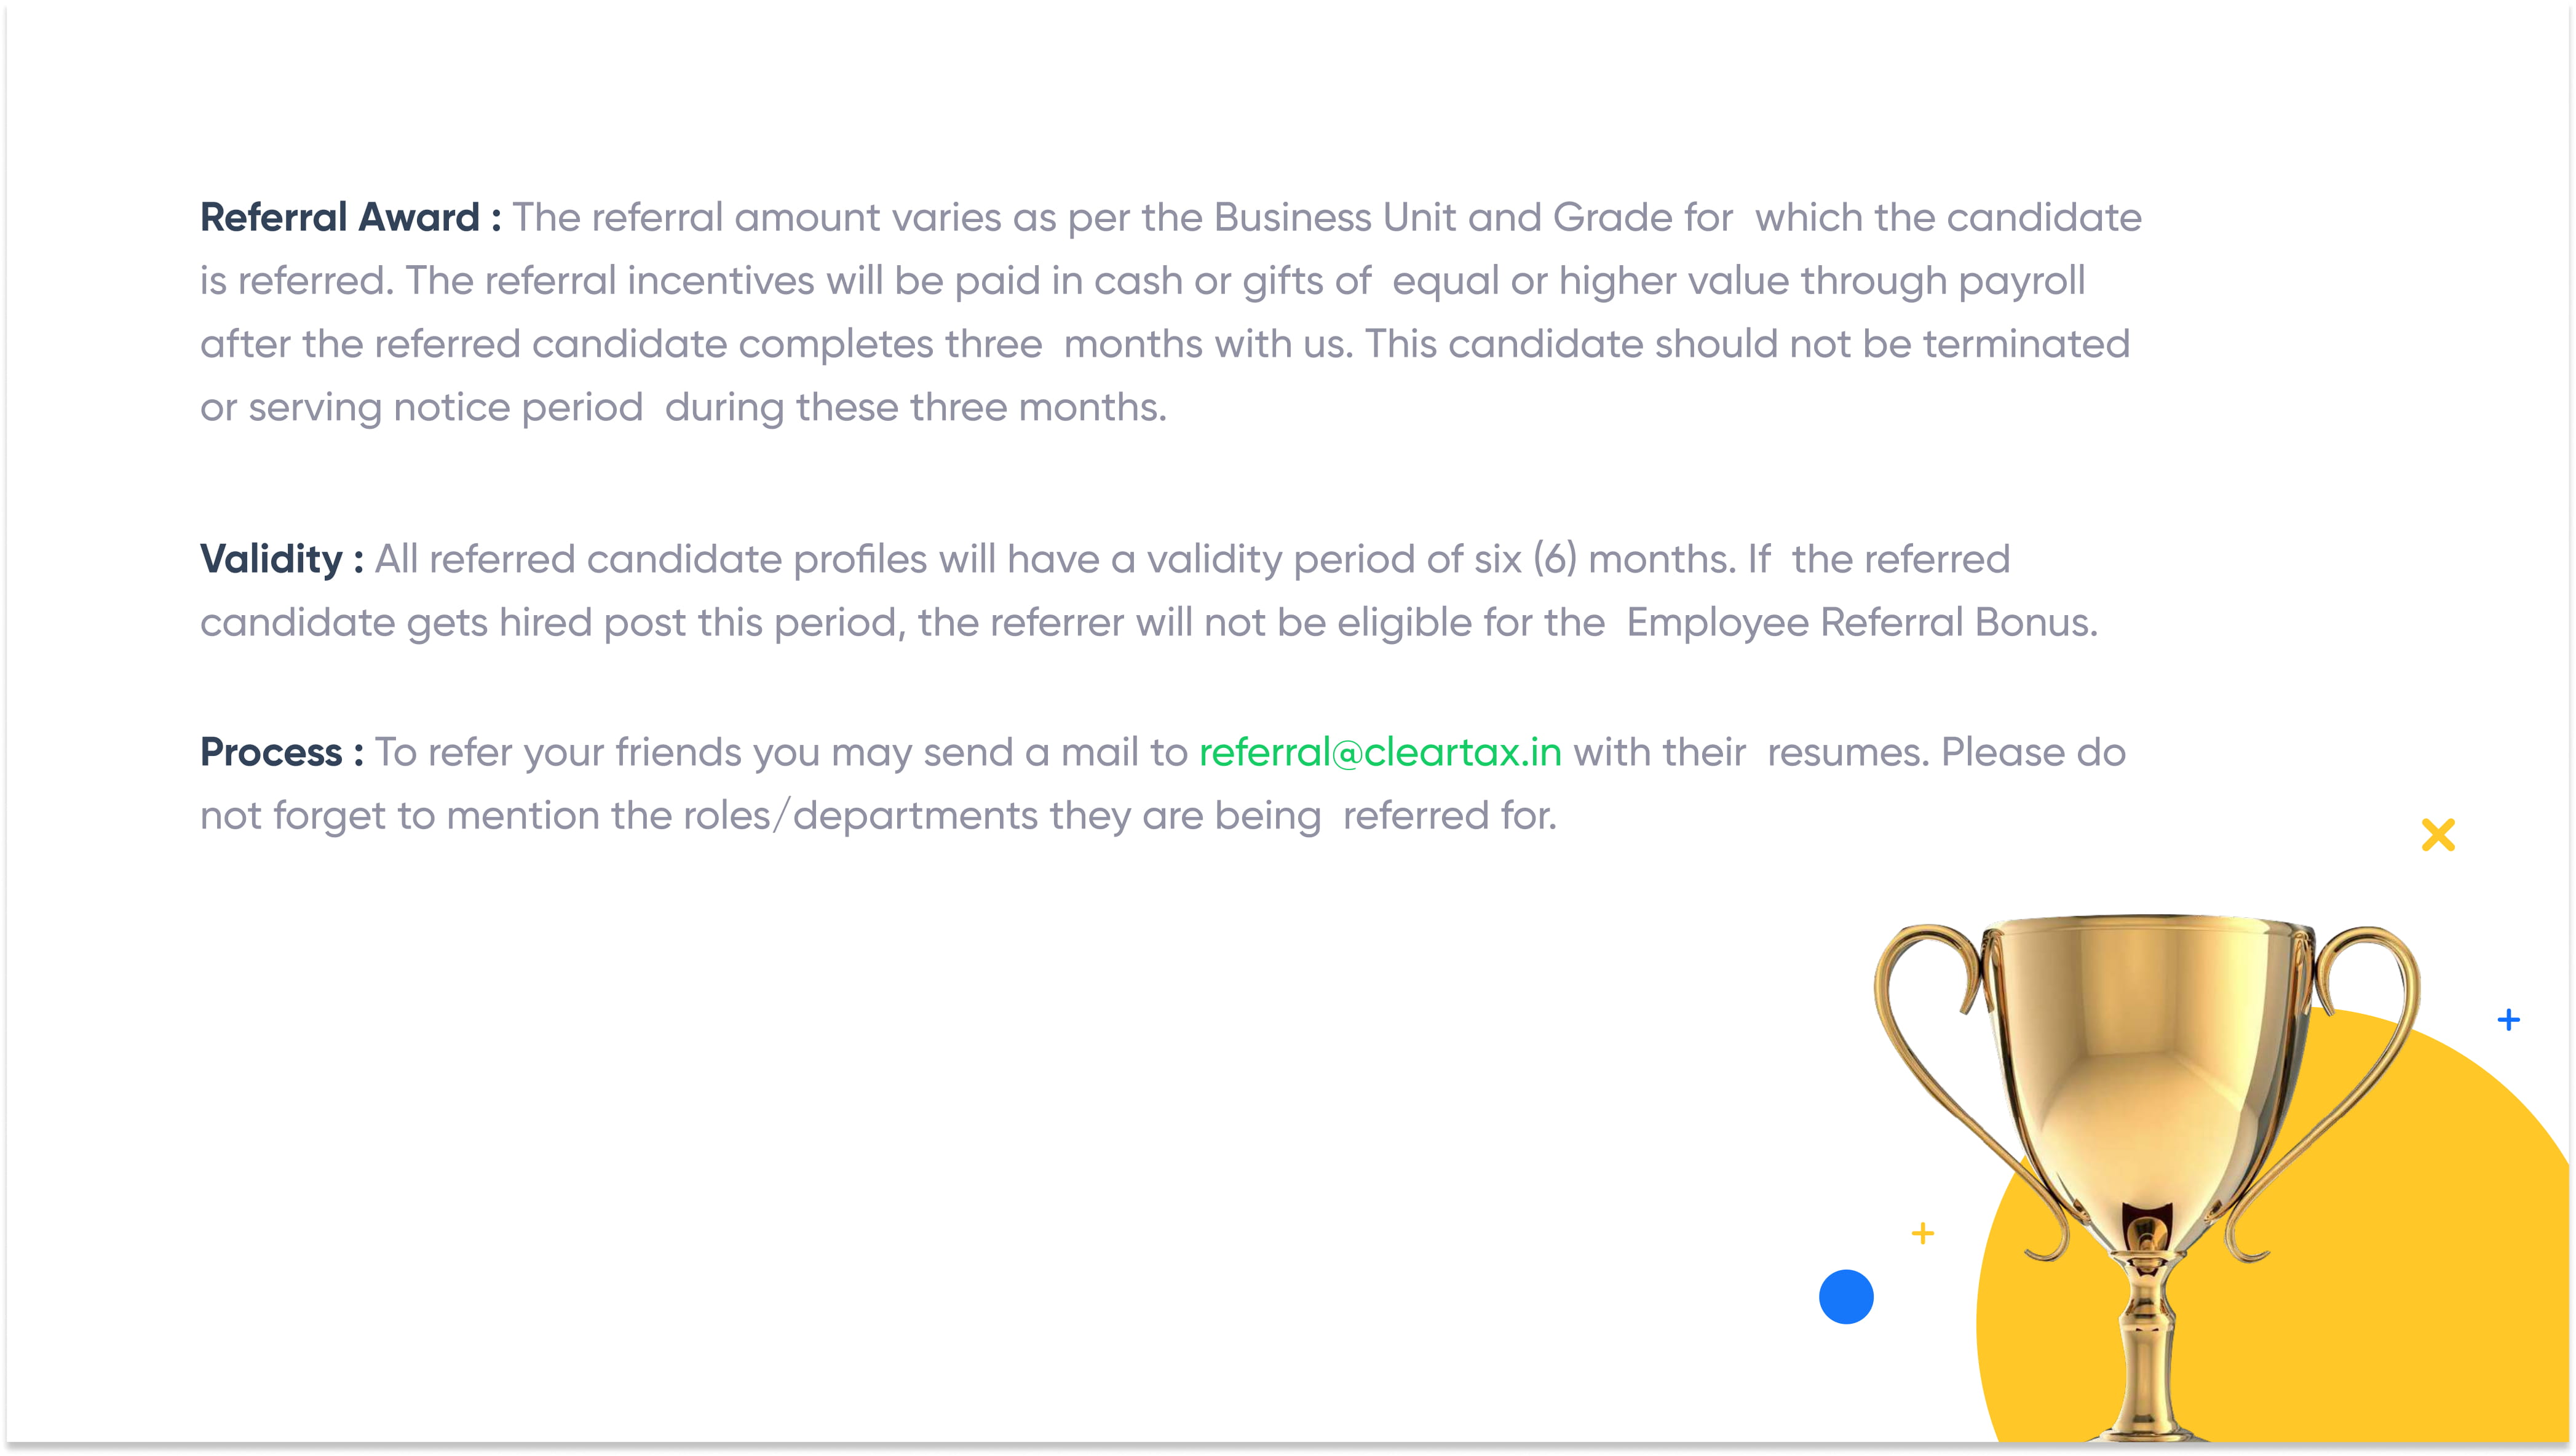 Referral Award : The referral amount varies as per the Business Unit and Grade for  which the candidate
is referred. The referral incentives will be paid in cash or gifts of  equal or higher value through payroll
after the referred candidate completes three  months with us. This candidate should not be terminated
or serving notice period  during these three months.
Validity : All referred candidate profiles will have a validity period of six (6) months. If  the referred
candidate gets hired post this period, the referrer will not be eligible for the  Employee Referral Bonus.
Process : To refer your friends you may send a mail to referral@cleartax.in with their  resumes. Please do
not forget to mention the roles/departments they are being  referred for.